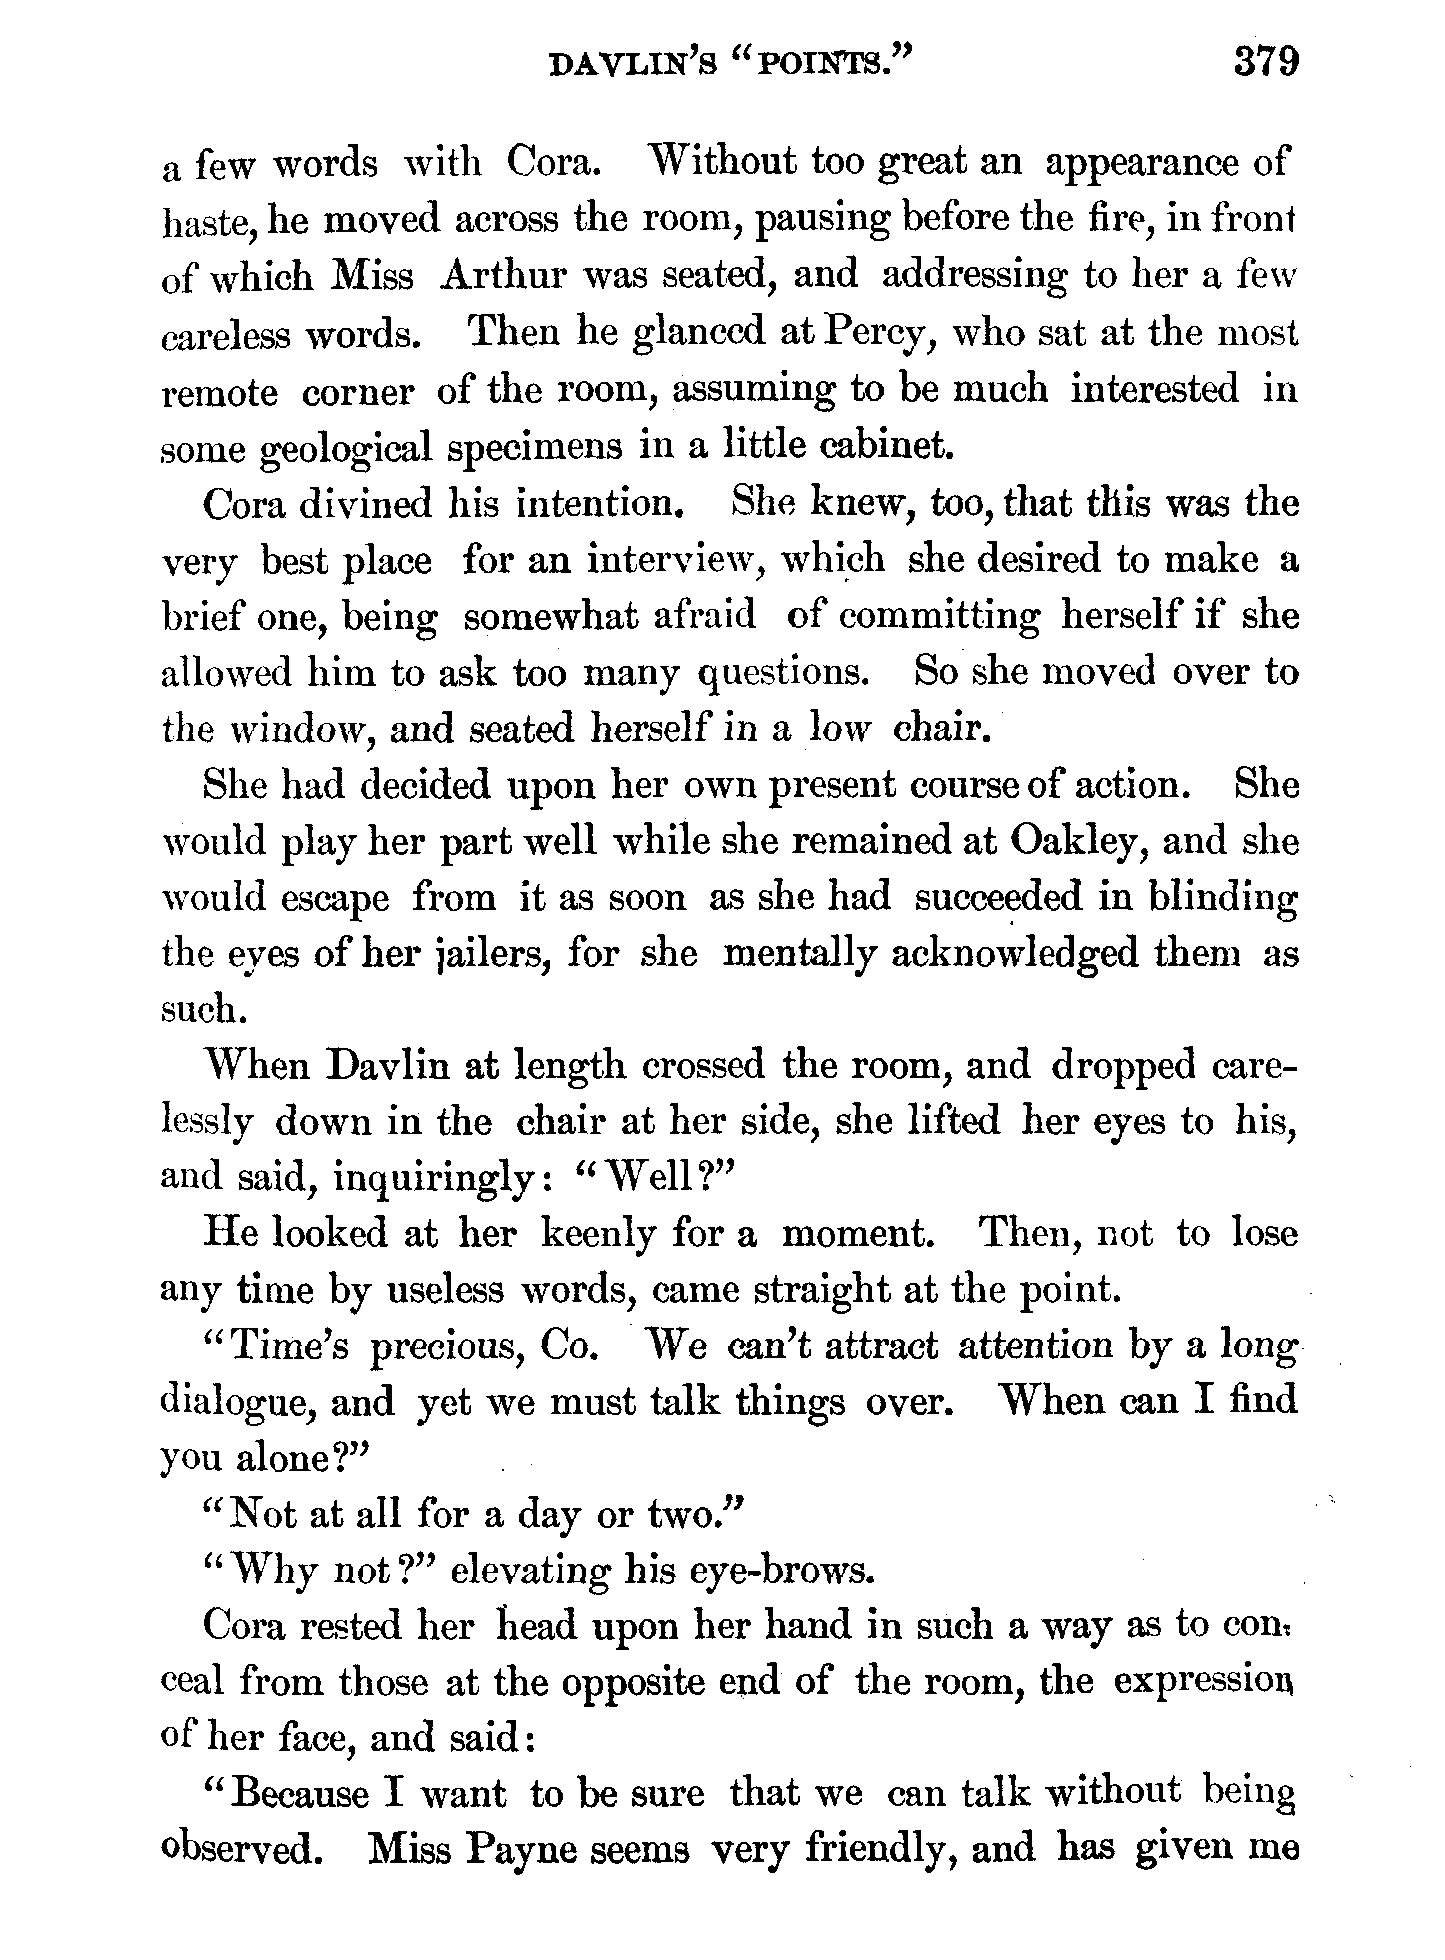 DAVLIN'S "POINTS." 379
a few words with Cora. Without too great an appearance of
haste, he moved across the room, pausing before the fire, in front
of which Miss Arthur was seated, and addressing to her a few
careless words. Then he glanced at Percy, who sat at the most
remote corner of the room, assuming to be much interested in
some geological specimens in a little cabinet.
Cora divined his intention. She knew, too, that this was the
very best place for an interview, which she desired to make a
brief one, being somewhat afraid of committing herself if she
allowed him to ask too many questions. So she moved over to
the window, and seated herself in a low chair.
She had decided upon her own present course of action. She
would play her part well while she remained at Oakley, and she
would escape from it as soon as she had succeeded in blinding
the eyes of her jailers, for she mentally acknowledged them as
such.
When Davlin at length crossed the room, and dropped care-
lessly down in the chair at her side, she lifted her eyes to his,
and said, inquiringly: "Well?"
He looked at her keenly for a moment. Then, not to lose
any time by useless words, came straight at the point.
"Time's precious, Co. We can't attract attention by a long
dialogue, and yet we must talk things over. When can I find
you alone?"
"Not at all for a day or two."
"Why not?" elevating his eye-brows.
Cora rested her head upon her hand in such a way as to con-
ceal from those at the opposite end of the room, the expression
of her face, and said:
"Because I want to be sure that we can talk without being
observed. Miss Payne seems very friendly, and has given me